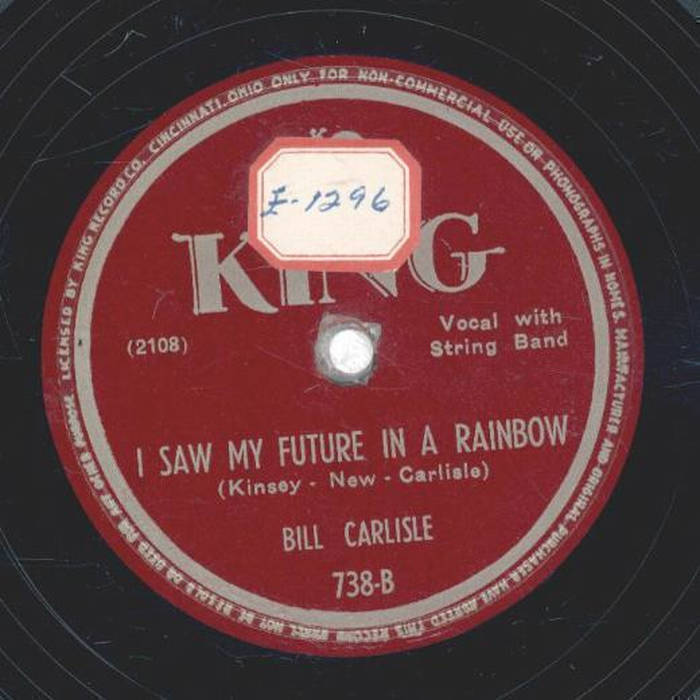 LICENSED BY KING RECORD CO. CINCINNATI, OHIO ONLY FOR NON-COMMERCIAL USE OR PHONOGRAPHS IN HOMES. MANUFACTURER AND ORIGINAL PURCHASER HAVE AGREED THIS RECORD SHALL NOT BE RESOLD OR USED FOR ANY OTHER PURPOSE
I-1296
KING
(2108)
Vocal with
String Band
I SAW MY FUTURE IN A RAINBOW
(Kinsey - New - Carlisle)
BILL CARLISLE
738-B